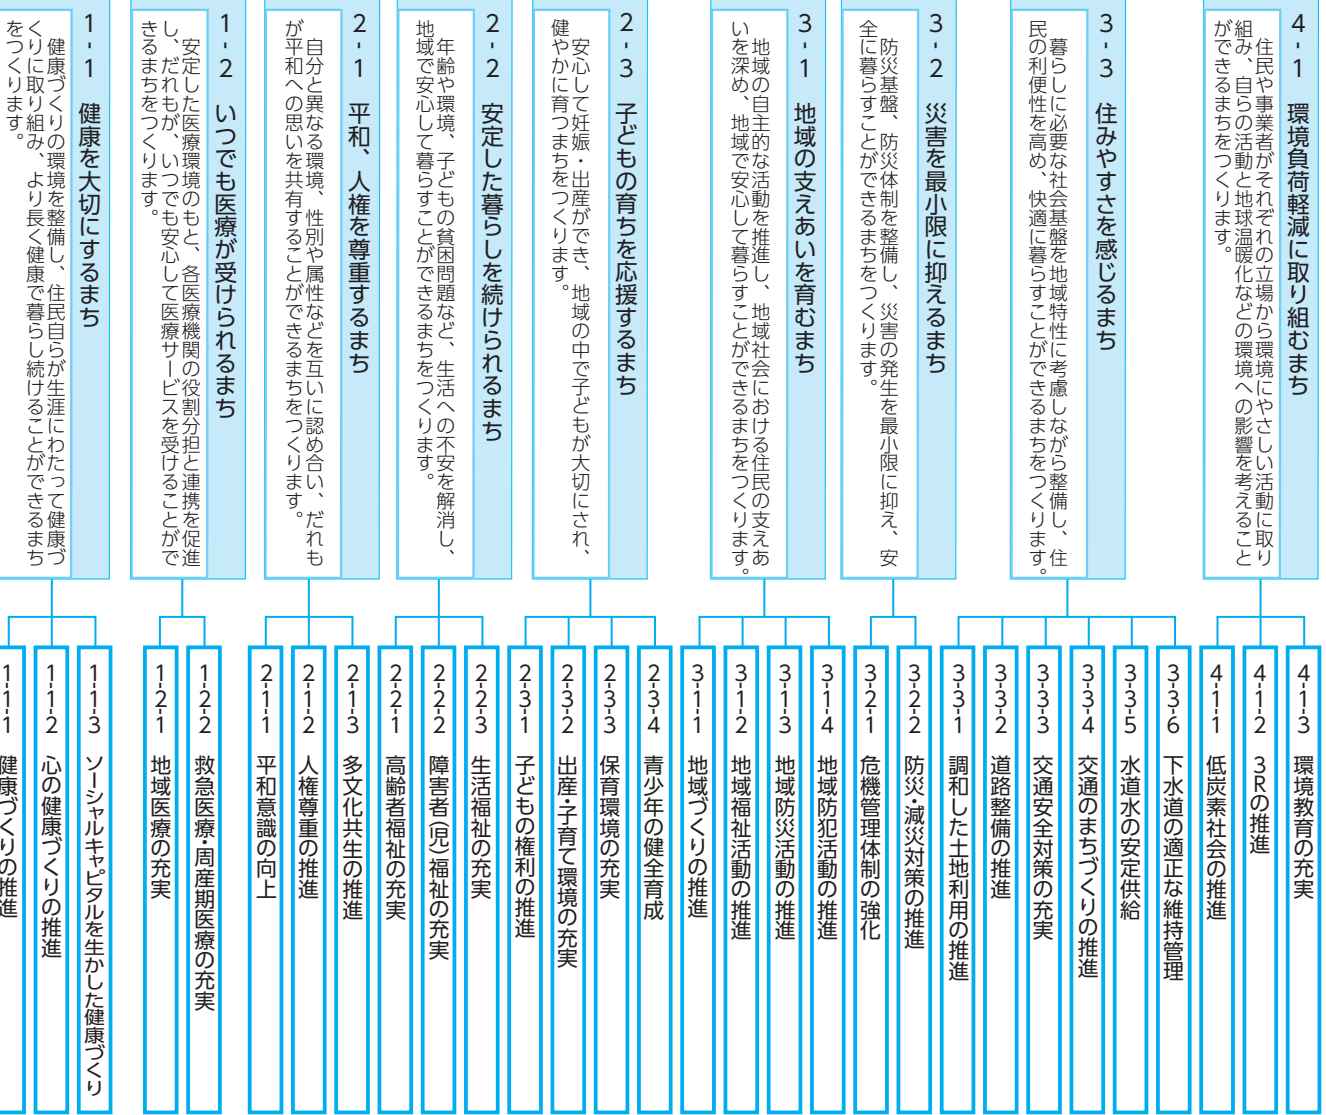 1-1 健康を大切にするまち
健康づくりの環境を整備し、住民自らが生涯にわたって健康づ
くりに取り組み、より長く健康で暮らし続けることができるまち
をつくります。
1-1-1 健康づくりの推進
1-1-2 心の健康づくりの推進
1-1-3 ソーシャルキャピタルを生かした健康づくり
1-2 いつでも医療が受けられるまち
安定した医療環境のもと、各医療機関の役割分担と連携を促進
し、だれもが、いつでも安心して医療サービスを受けることがで
きるまちをつくります。
1-2-1 地域医療の充実
1-2-2 救急医療・周産期医療の充実
2-1 平和、人権を尊重するまち
自分と異なる環境、性別や属性などを互いに認め合い、だれも
が平和への思いを共有することができるまちをつくります。
2-1-1 平和意識の向上
2-1-2 人権尊重の推進
2-1-3 多文化共生の推進
2-2 安定した暮らしを続けられるまち
年齢や環境、子どもの貧困問題など、生活への不安を解消し、
地域で安心して暮らすことができるまちをつくります。
2-2-1 高齢者福祉の充実
2-2-2 障害者(児)福祉の充実
2-2-3 生活福祉の充実
2-3 子どもの育ちを応援するまち
安心して妊娠・出産ができ、地域の中で子どもが大切にされ、
健やかに育つまちをつくります。
2-3-1 子どもの権利の推進
2-3-2 出産・子育て環境の充実
2-3-3 保育環境の充実
2-3-4 青少年の健全育成
3-1 地域の支えあいを育むまち
地域の自主的な活動を推進し、地域社会における住民の支えあ
いを深め、地域で安心して暮らすことができるまちをつくります。
3-1-1 地域づくりの推進
3-1-2 地域福祉活動の推進
3-1-3 地域防災活動の推進
3-1-4 地域防犯活動の推進
3-2 災害を最小限に抑えるまち
防災基盤、防災体制を整備し、災害の発生を最小限に抑え、安
全に暮らすことができるまちをつくります。
3-2-1 危機管理体制の強化
3-2-2 防災・減災対策の推進
3-3 住みやすさを感じるまち
暮らしに必要な社会基盤を地域特性に考慮しながら整備し、住
民の利便性を高め、快適に暮らすことができるまちをつくります。
3-3-1 調和した土地利用の推進
3-3-2 道路整備の推進
3-3-3 交通安全対策の充実
3-3-4 交通のまちづくりの推進
3-3-5 水道水の安定供給
3-3-6 下水道の適正な維持管理
4-1 環境負荷軽減に取り組むまち
住民や事業者がそれぞれの立場から環境にやさしい活動に取り
組み、自らの活動と地球温暖化などの環境への影響を考えること
ができるまちをつくります。
4-1-1 低炭素社会の推進
4-1-2 3Rの推進
4-1-3 環境教育の充実